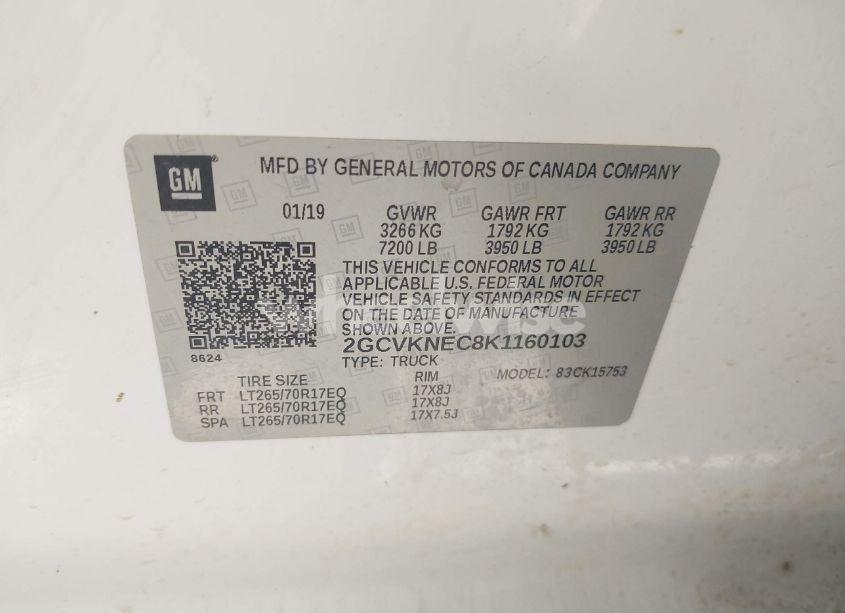 GM
MFD BY GENERAL MOTORS OF CANADA COMPANY
01/19 GVWR GAWR FRT GAWR RR
3266 KG 1792 KG 1792 KG
7200 LB 3950 LB 3950 LB
THIS VEHICLE CONFORMS TO ALL
APPLICABLE U.S. FEDERAL MOTOR
VEHICLE SAFETY STANDARDS IN EFFECT
ON THE DATE OF MANUFACTURE
SHOWN ABOVE.
2GCVKNEC8K1160103
8624
TYPE: TRUCK
TIRE SIZE RIM MODEL: 83CK15753
FRT LT265/70R17EQ 17X8J
RR LT265/70R17EQ 17X8J
SPA LT265/70R17EQ 17X7.5J